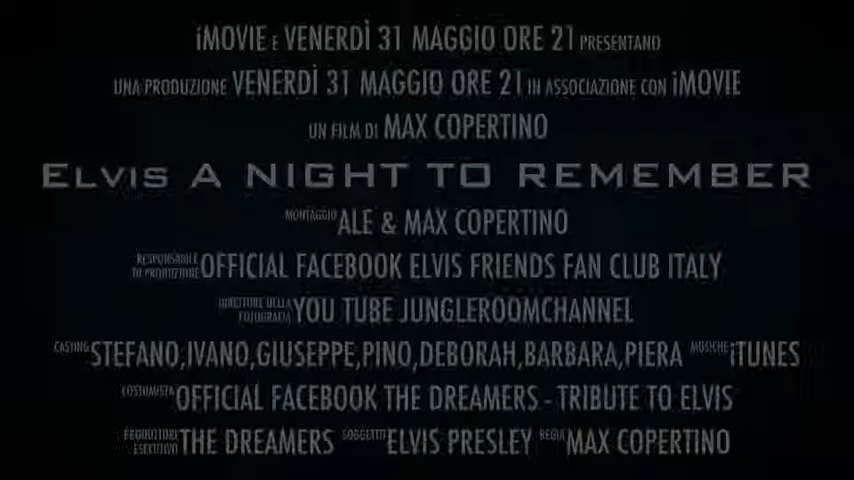 iMOVIE E VENERDÌ 31 MAGGIO ORE 21 PRESENTANO
UNA PRODUZIONE VENERDÌ 31 MAGGIO ORE 21 IN ASSOCIAZIONE CON iMOVIE
UN FILM DI MAX COPERTINO
ELVIS A NIGHT TO REMEMBER
MONTAGGIO ALE & MAX COPERTINO
RESPONSABILE DI PRODUZIONE OFFICIAL FACEBOOK ELVIS FRIENDS FAN CLUB ITALY
DIRETTORE DELLA FOTOGRAFIA YOU TUBE JUNGLEROOMCHANNEL
CASTING STEFANO,IVANO,GIUSEPPE,PINO,DEBORAH,BARBARA,PIERA MUSICHE iTUNES
COSTUMISTA OFFICIAL FACEBOOK THE DREAMERS - TRIBUTE TO ELVIS
PRODUTTORE ESECUTIVO THE DREAMERS SOGGETTO ELVIS PRESLEY REGIA MAX COPERTINO